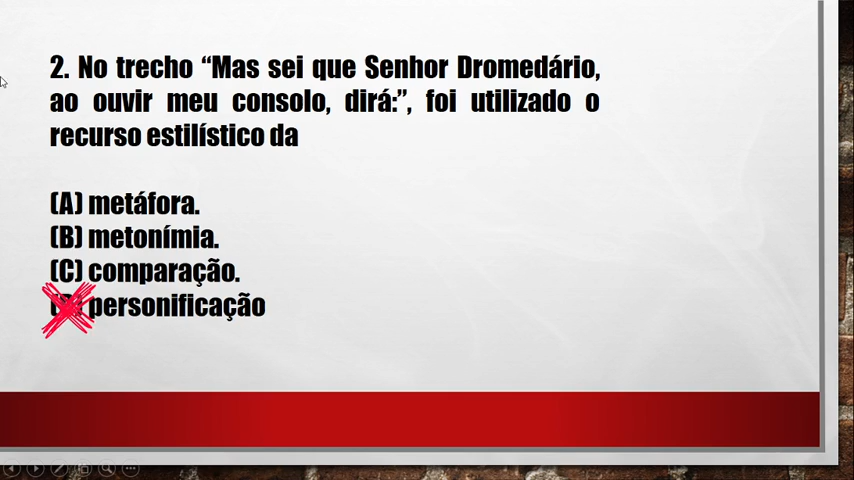 2. No trecho “Mas sei que Senhor Dromedário,
ao ouvir meu consolo, dirá:”, foi utilizado o
recurso estilístico da
(A) metáfora.
(B) metonímia.
(C) comparação.
personificação